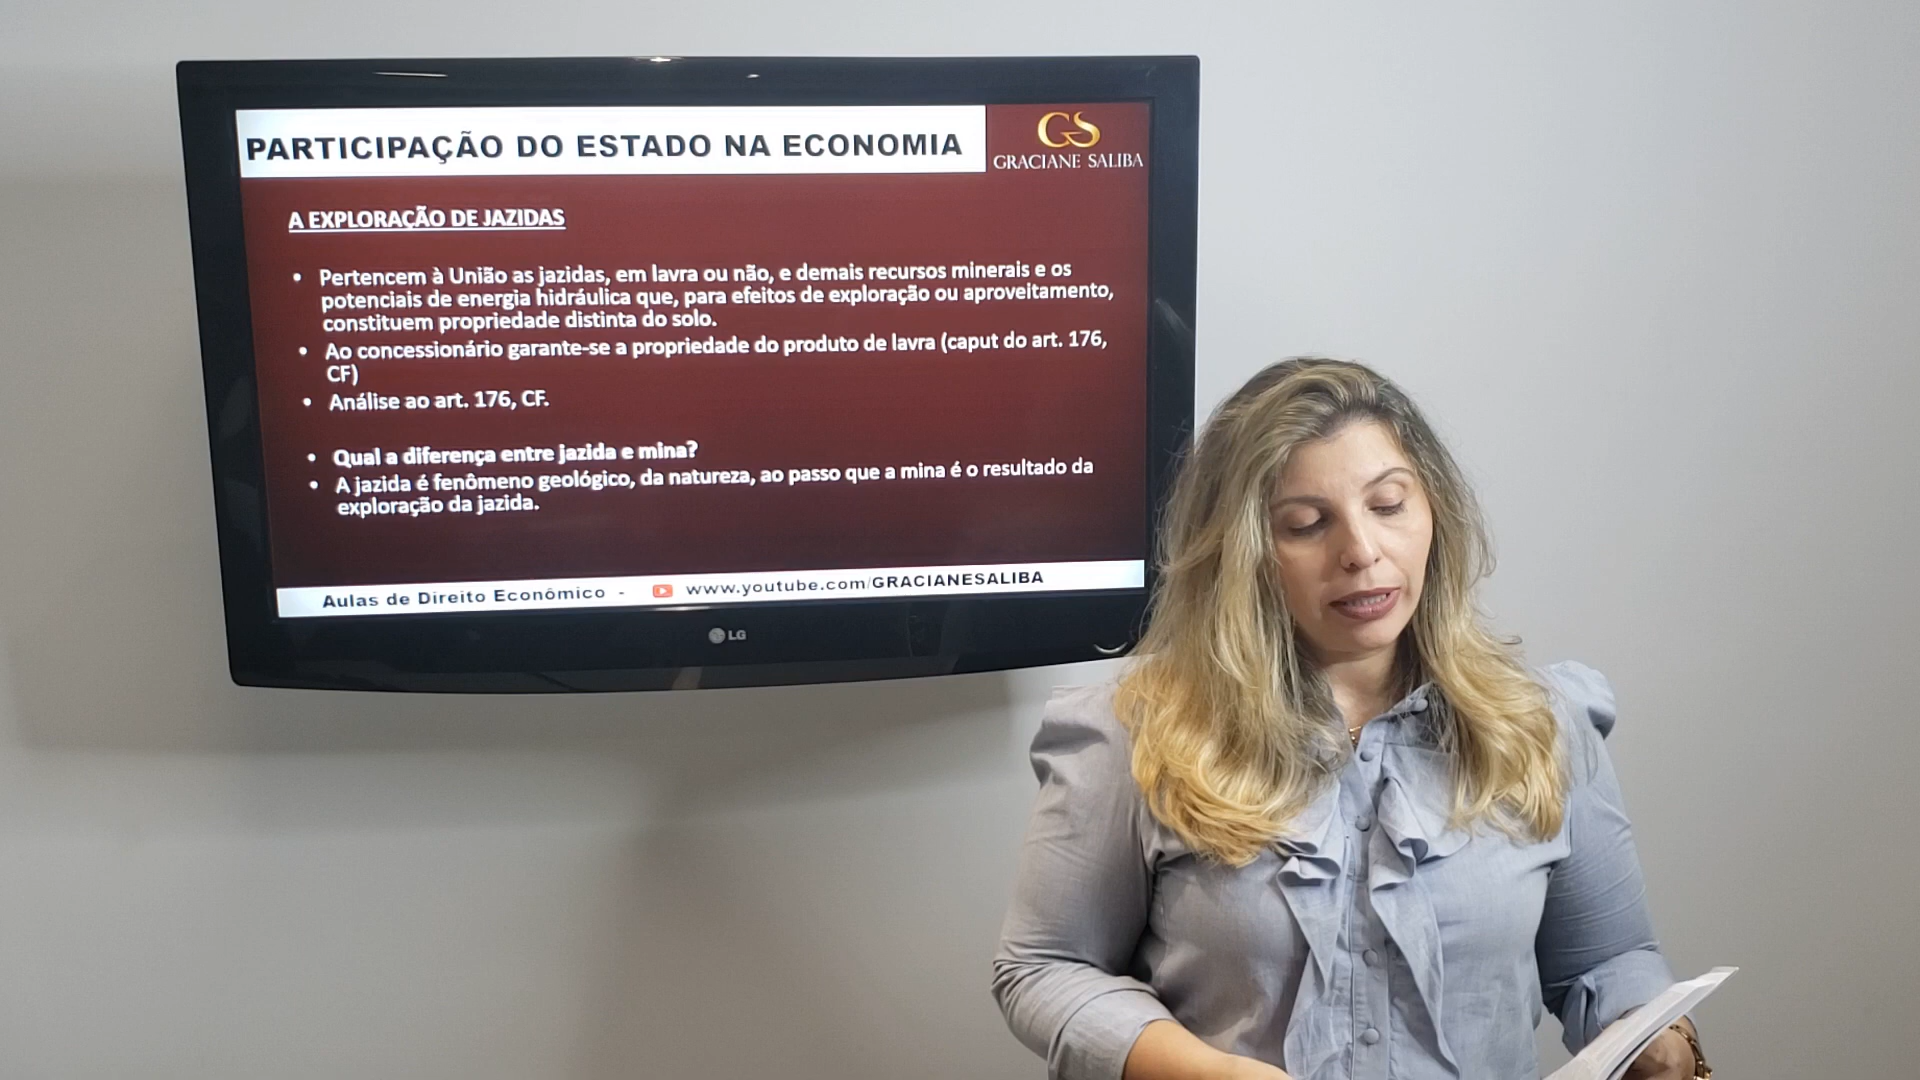 PARTICIPAÇÃO DO ESTADO NA ECONOMIA
GS
GRACIANE SALIBA
A EXPLORAÇÃO DE JAZIDAS
• Pertencem à União as jazidas, em lavra ou não, e demais recursos minerais e os
potenciais de energia hidráulica que, para efeitos de exploração ou aproveitamento,
constituem propriedade distinta do solo.
• Ao concessionário garante-se a propriedade do produto de lavra (caput do art. 176,
CF)
• Análise ao art. 176, CF.
• Qual a diferença entre jazida e mina?
• A jazida é fenômeno geológico, da natureza, ao passo que a mina é o resultado da
exploração da jazida.
Aulas de Direito Econômico - www.youtube.com/GRACIANESALIBA
LG